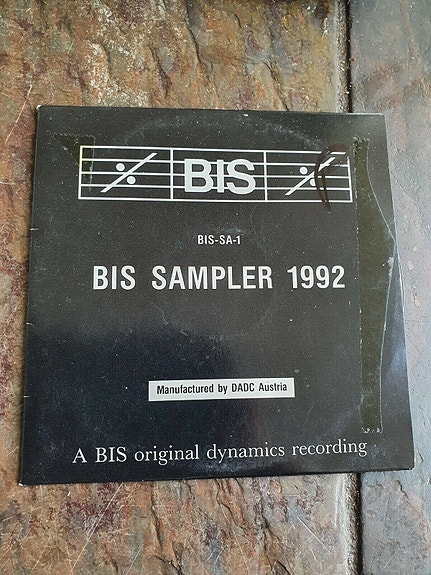 BIS
BIS-SA-1
BIS SAMPLER 1992
Manufactured by DADC Austria
A BIS original dynamics recording